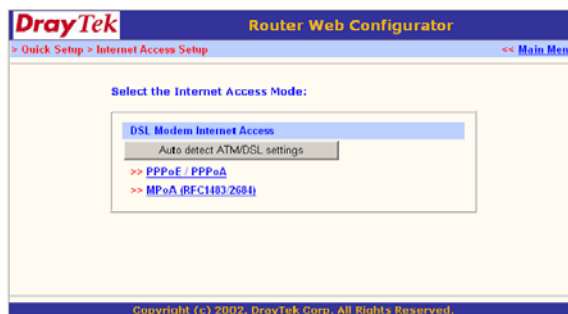 DrayTek Router Web Configurator
> Quick Setup > Internet Access Setup << Main Men
Select the Internet Access Mode:
DSL Modem Internet Access
Auto detect ATM/DSL settings
>> PPPoE / PPPoA
>> MPoA (RFC1483/2684)
Copyright (c) 2002, DrayTek Corp. All Rights Reserved.